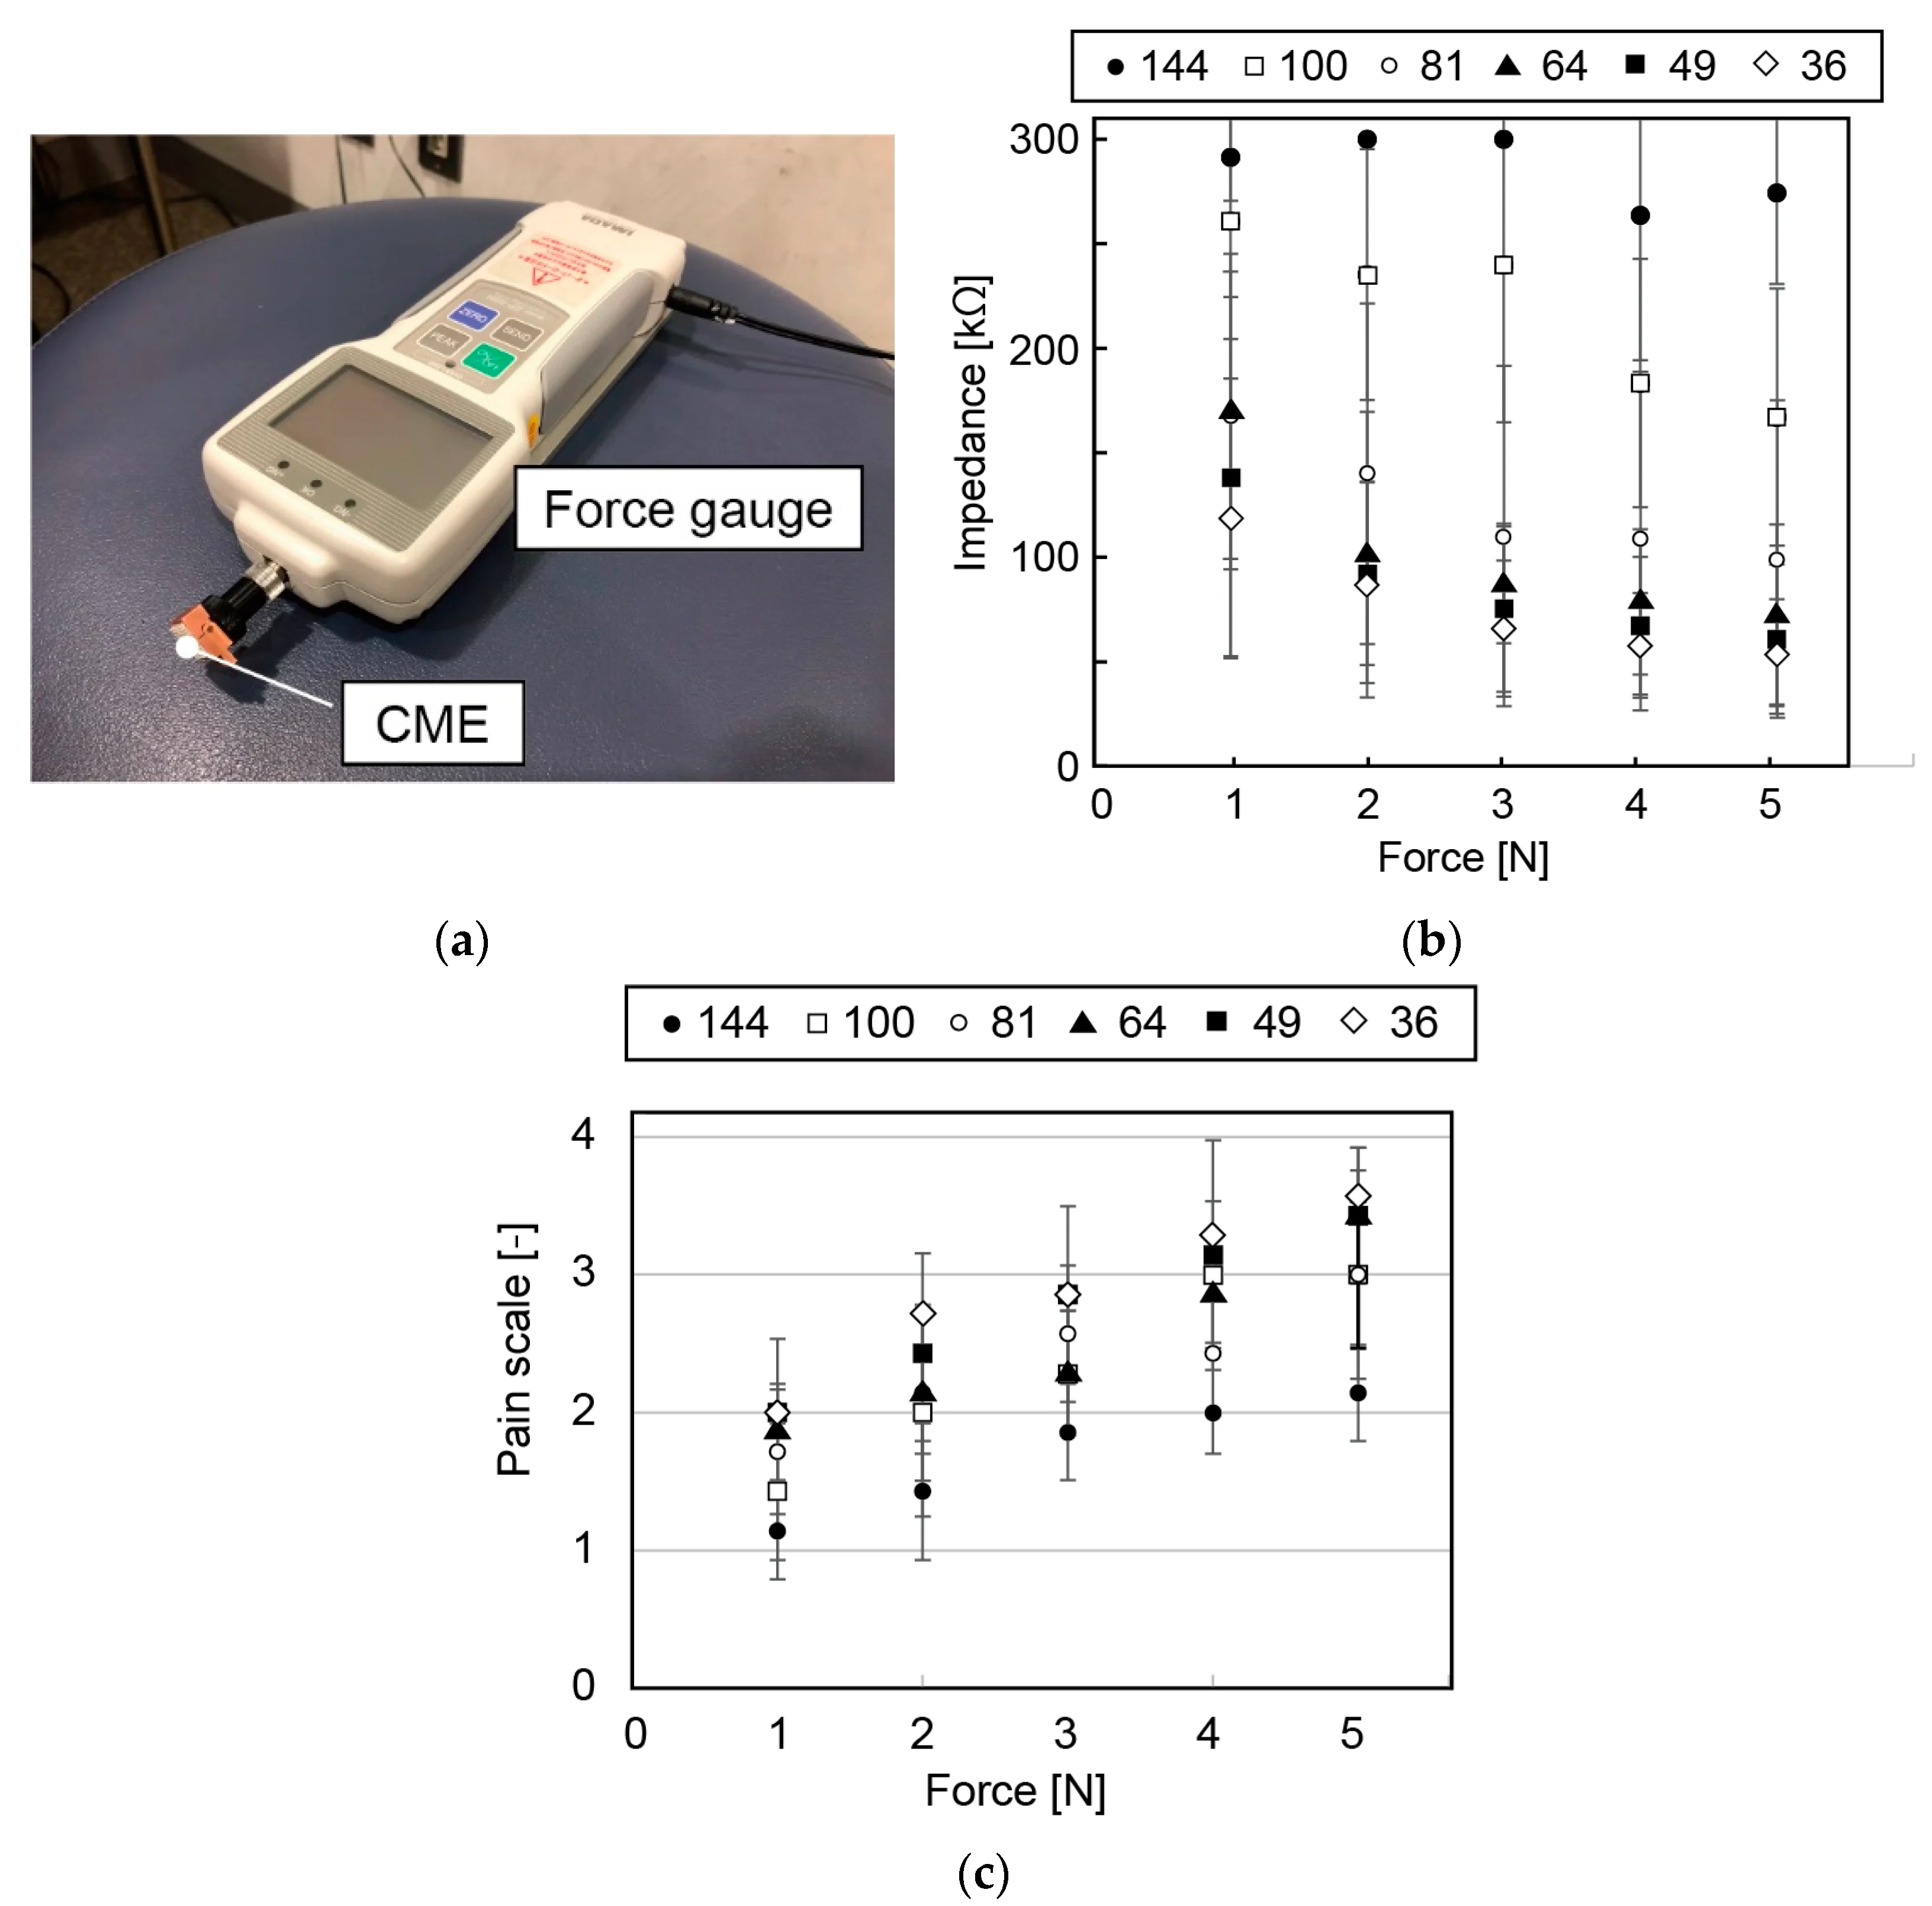 144 100 81 64 49 36
300
200
100
0
Impedance [kΩ]
0 1 2 3 4 5
Force [N]
IMADA
ZERO
SEND
PEAK
Force gauge
CME
(a)
(b)
144 100 81 64 49 36
4
3
2
1
0
Pain scale [-]
0 1 2 3 4 5
Force [N]
(c)